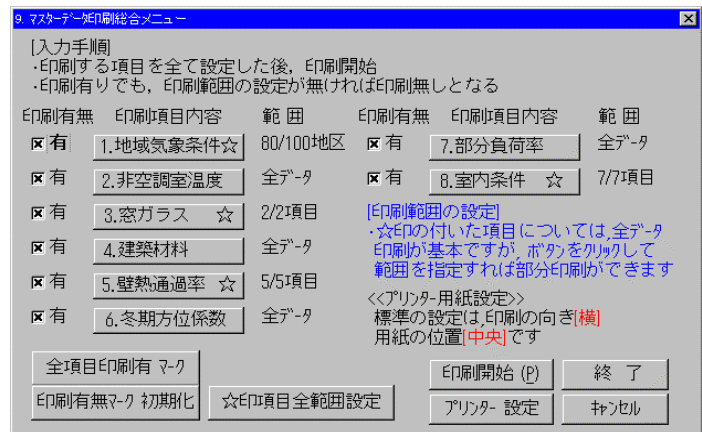 9. マスターデータ印刷総合メニュー
[入力手順]
・印刷する項目を全て設定した後，印刷開始
・印刷有りでも，印刷範囲の設定が無ければ印刷無しとなる
印刷有無 印刷項目内容 範 囲 印刷有無 印刷項目内容 範 囲
有 1.地域気象条件☆ 80/100地区 有 7.部分負荷率 全データ
有 2.非空調室温度 全データ 有 8.室内条件 ☆ 7/7項目
有 3.窓ガラス ☆ 2/2項目
有 4.建築材料 全データ
有 5.壁熱通過率 ☆ 5/5項目
有 6.冬期方位係数 全データ
[印刷範囲の設定]
・☆印の付いた項目については,全データ
印刷が基本ですが, ボタンをクリックして
範囲を指定すれば部分印刷ができます
<<プリンター用紙設定>>
標準の設定は,印刷の向き[横]
用紙の位置[中央]です
全項目印刷有 マーク
印刷有無マーク 初期化
☆印項目全範囲設定
印刷開始 (P) 終 了
プリンター 設定 キャンセル